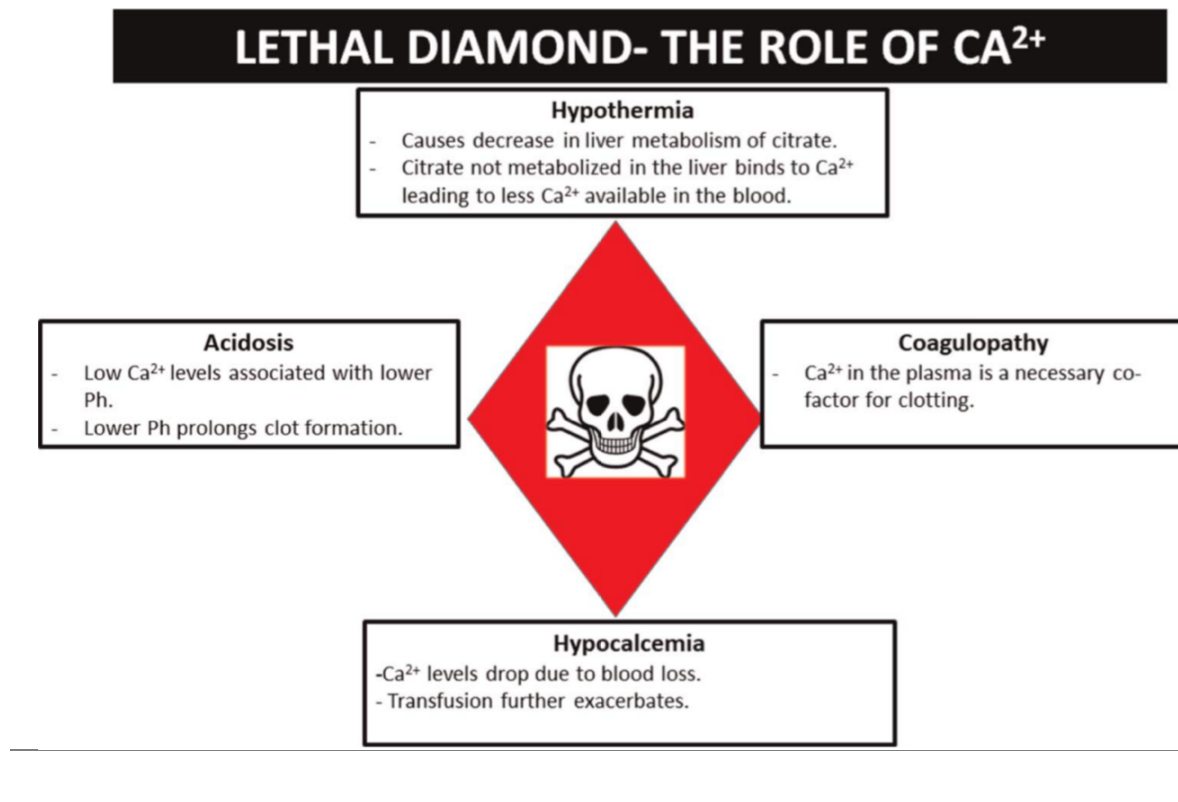 LETHAL DIAMOND- THE ROLE OF CA²⁺
Hypothermia
- Causes decrease in liver metabolism of citrate.
- Citrate not metabolized in the liver binds to Ca²⁺
leading to less Ca²⁺ available in the blood.
Acidosis
- Low Ca²⁺ levels associated with lower
Ph.
- Lower Ph prolongs clot formation.
Coagulopathy
- Ca²⁺ in the plasma is a necessary co-
factor for clotting.
Hypocalcemia
-Ca²⁺ levels drop due to blood loss.
- Transfusion further exacerbates.